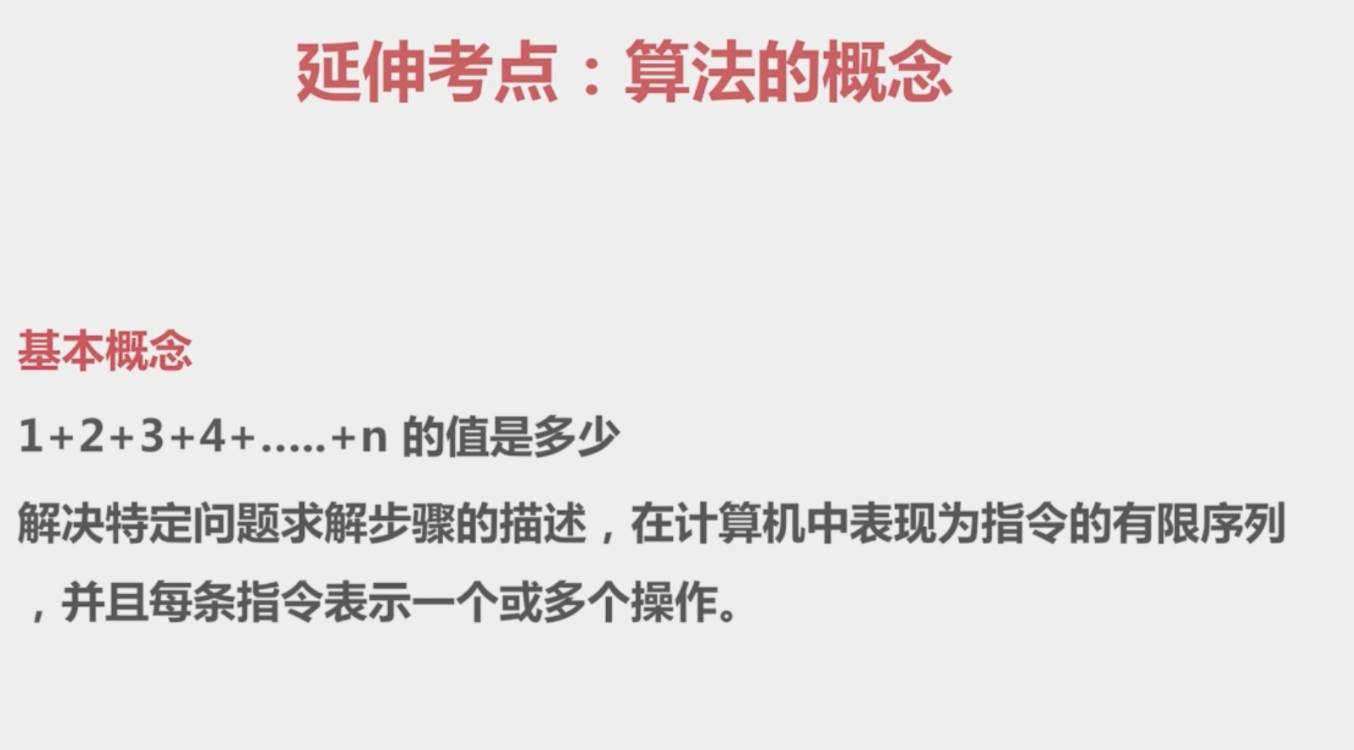 延伸考点：算法的概念
基本概念
1+2+3+4+.....+n 的值是多少
解决特定问题求解步骤的描述，在计算机中表现为指令的有限序列
，并且每条指令表示一个或多个操作。